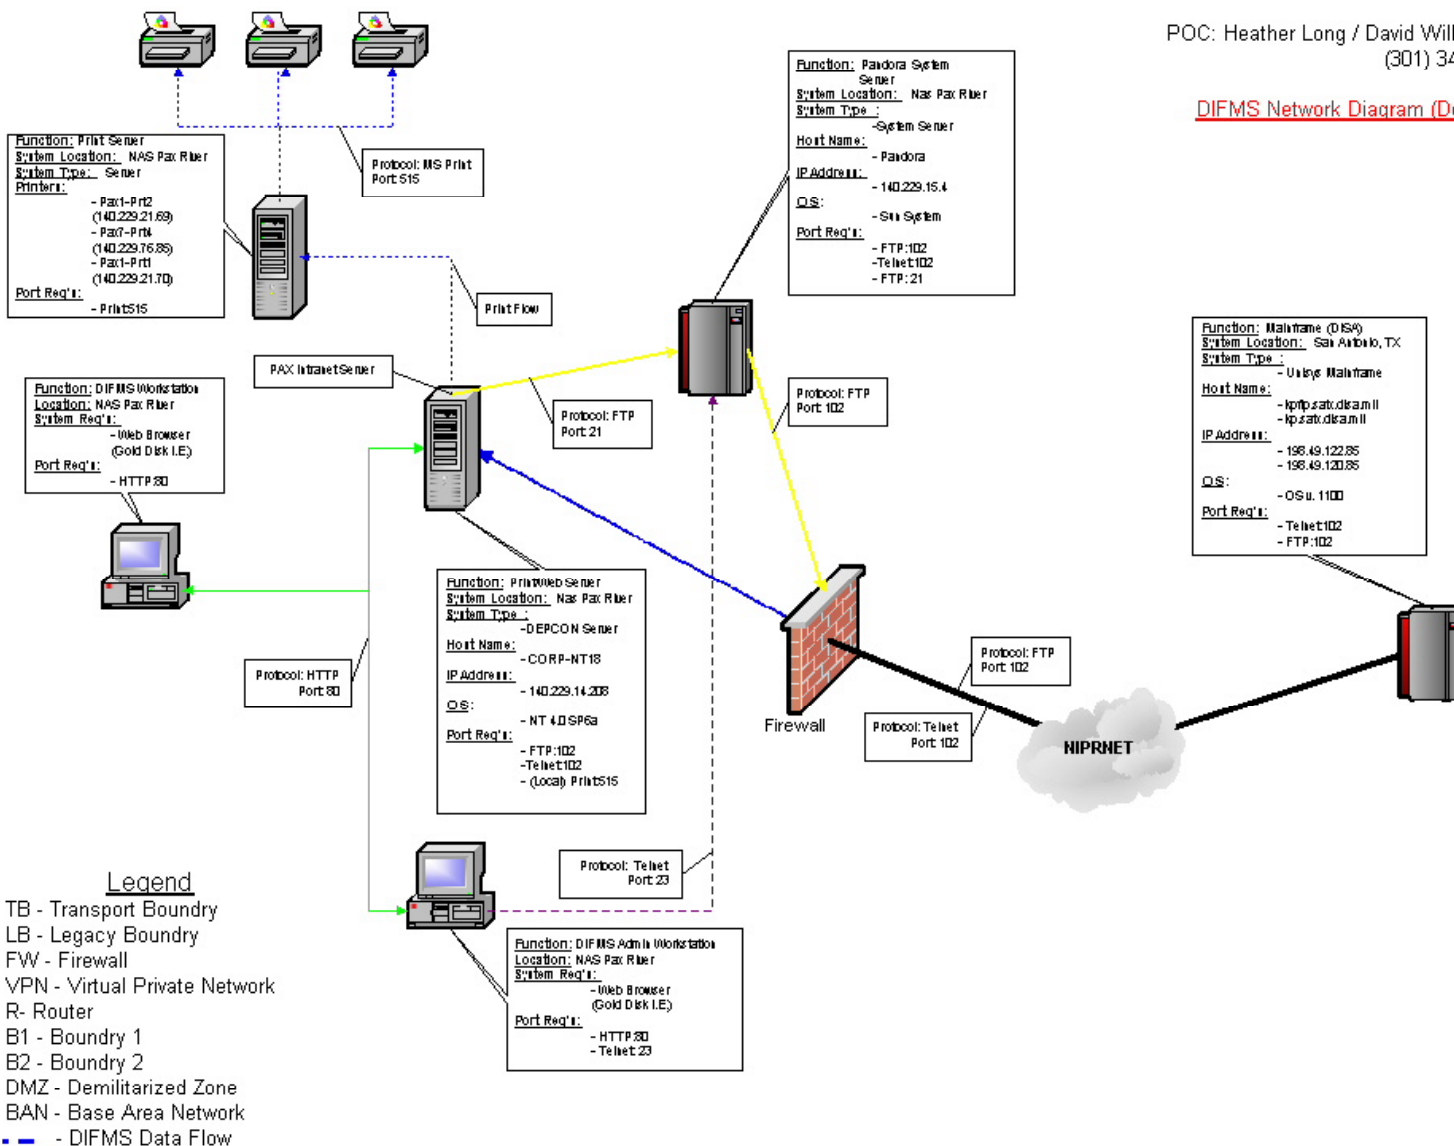 POC: Heather Long / David Will
(301) 34
DIFMS Network Diagram (De
Function: Print Server
System Location: NAS Pax River
System Type: Server
Printers:
- Pax1-Prt2
(140.229.21.69)
- Pax7-Prt4
(140.229.76.85)
- Pax1-Prt1
(140.229.21.70)
Port Req's:
- Print:515
Protocol: MS Print
Port 515
Print Flow
Function: Pandora System
Server
System Location: Nas Pax River
System Type :
-System Server
Host Name:
- Pandora
IP Address:
- 140.229.15.4
OS:
- Sun System
Port Req's:
- FTP:102
-Telnet:102
- FTP: 21
PAX Intranet Server
Function: DIFMS Workstation
Location: NAS Pax River
System Req's:
- Web Browser
(Gold Disk I.E)
Port Req's:
- HTTP:80
Protocol: FTP
Port: 21
Protocol: FTP
Port: 102
Function: Mainframe (DISA)
System Location: San Antonio, TX
System Type :
- Unisys Mainframe
Host Name:
- kpftp.satx.disa.mil
- kp.satx.disa.mil
IP Address:
- 198.49.122.85
- 198.49.120.85
OS:
- OS u. 1100
Port Req's:
- Telnet:102
- FTP:102
Function: Print/Web Server
System Location: Nas Pax River
System Type :
-DEPCON Server
Host Name:
- CORP-NT18
IP Address:
- 140.229.14.208
OS:
- NT 4.0 SP6a
Port Req's:
- FTP:102
-Telnet:102
- (Local) Print:515
Protocol: HTTP
Port: 80
Firewall
Protocol: FTP
Port: 102
Protocol: Telnet
Port: 102
NIPRNET
Protocol: Telnet
Port: 23
Function: DIFMS Admin Workstation
Location: NAS Pax River
System Req's:
- Web Browser
(Gold Disk I.E)
Port Req's:
- HTTP:80
- Telnet: 23
Legend
TB - Transport Boundry
LB - Legacy Boundry
FW - Firewall
VPN - Virtual Private Network
R- Router
B1 - Boundry 1
B2 - Boundry 2
DMZ - Demilitarized Zone
BAN - Base Area Network
- DIFMS Data Flow